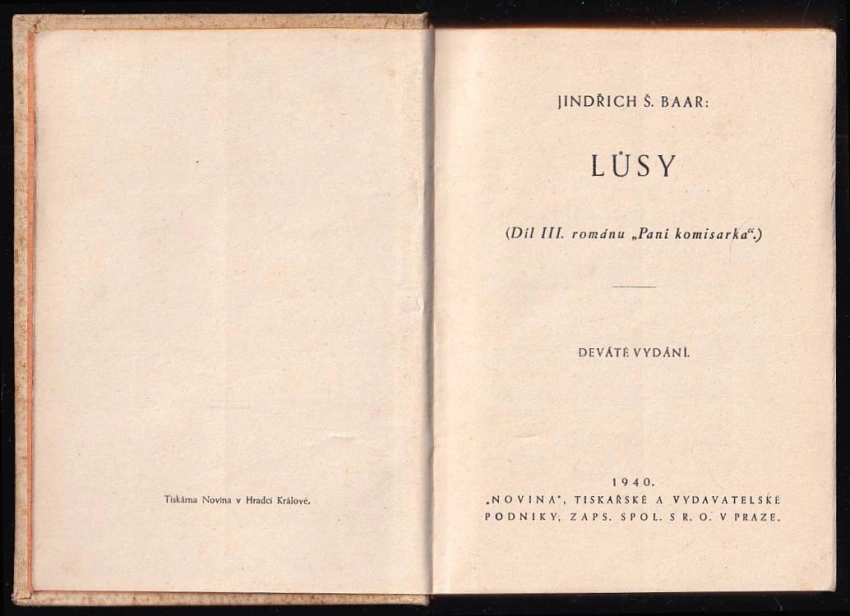 Tiskárna Novina v Hradci Králové.
JINDŘICH Š. BAAR:
LŮSY
(Díl III. románu „Paní komisarka“.)
DEVÁTÉ VYDÁNÍ.
1940.
„NOVINA“, TISKAŘSKÉ A VYDAVATELSKÉ
PODNIKY, ZAPS. SPOL. S R. O. V PRAZE.